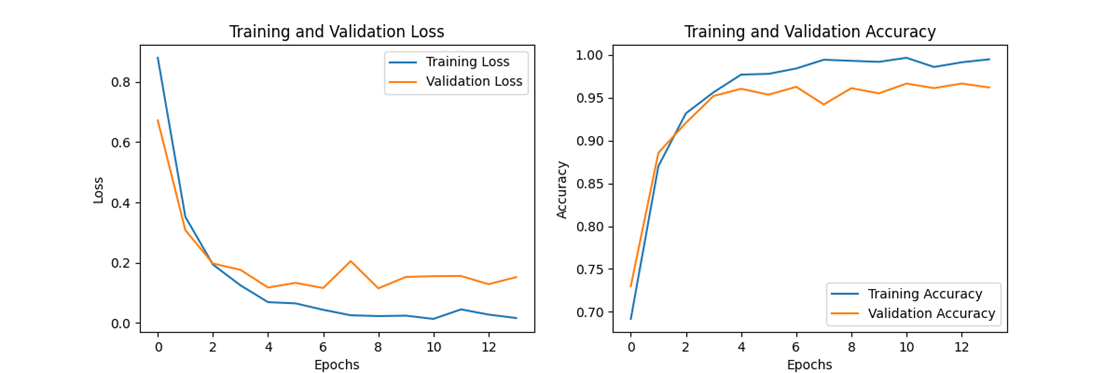 Training and Validation Loss
Training Loss
Validation Loss
0.8
0.6
0.4
0.2
0.0
Loss
0 2 4 6 8 10 12
Epochs
Training and Validation Accuracy
1.00
0.95
0.90
0.85
0.80
0.75
0.70
Accuracy
Training Accuracy
Validation Accuracy
0 2 4 6 8 10 12
Epochs